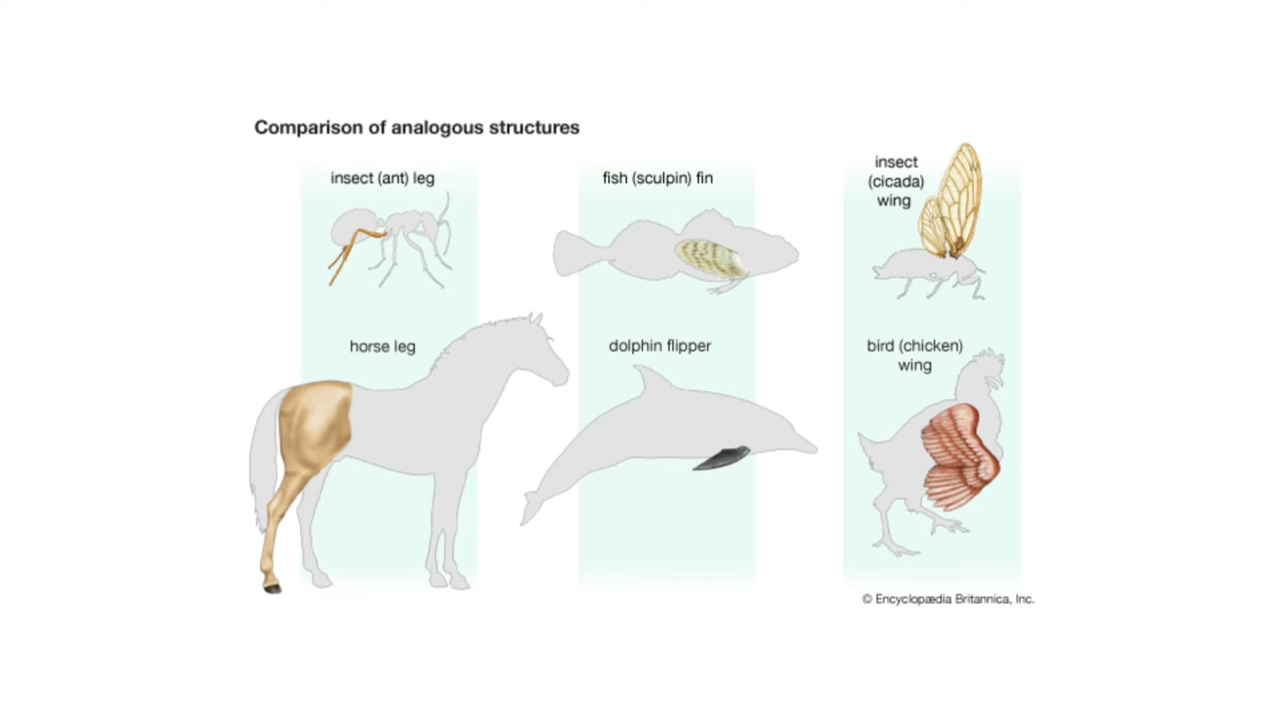 Comparison of analogous structures
insect (ant) leg
fish (sculpin) fin
insect
(cicada)
wing
horse leg
dolphin flipper
bird (chicken)
wing
© Encyclopædia Britannica, Inc.